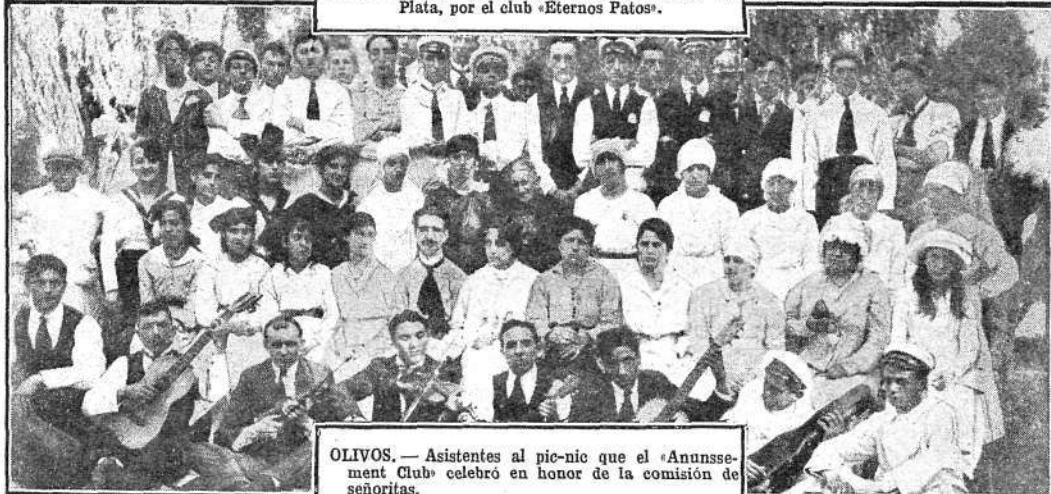 Plata, por el club «Eternos Patos».
OLIVOS. — Asistentes al pic-nic que el «Anunsse-
ment Club» celebró en honor de la comisión de
señoritas.